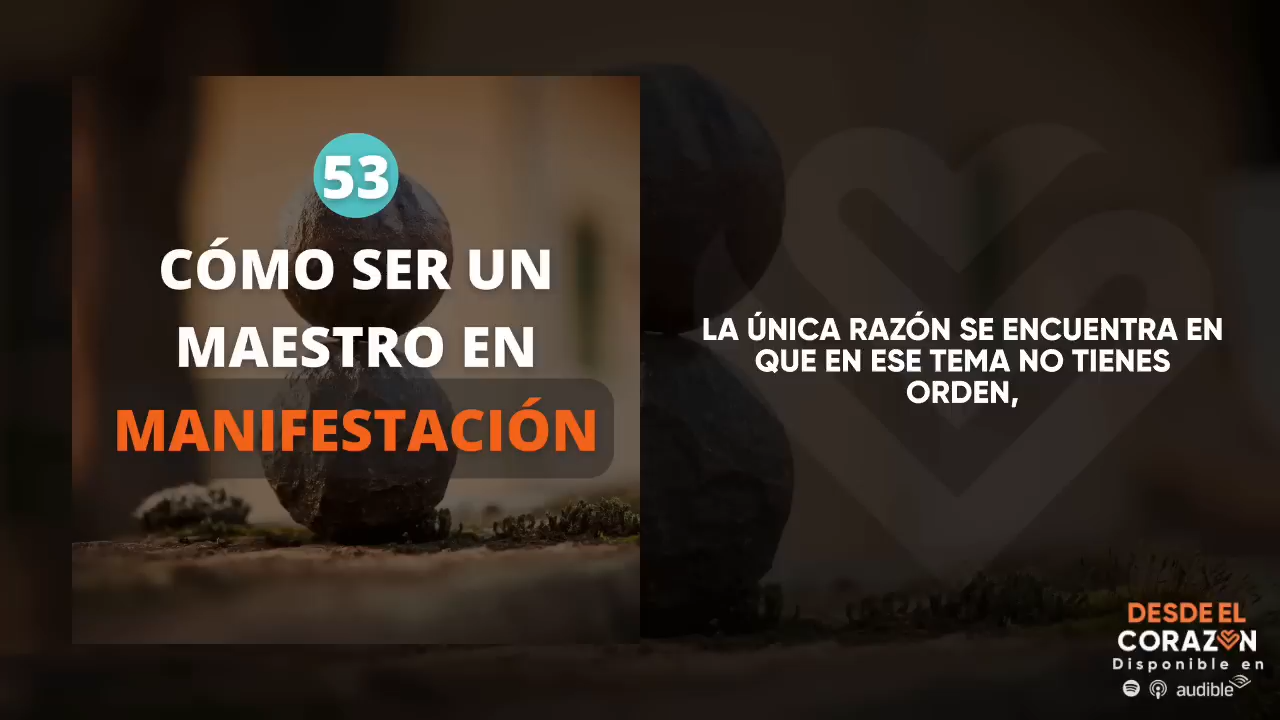 53
CÓMO SER UN
MAESTRO EN
MANIFESTACIÓN
LA ÚNICA RAZÓN SE ENCUENTRA EN
QUE EN ESE TEMA NO TIENES
ORDEN,
DESDE EL
CORAZÓN
Disponible en
audible